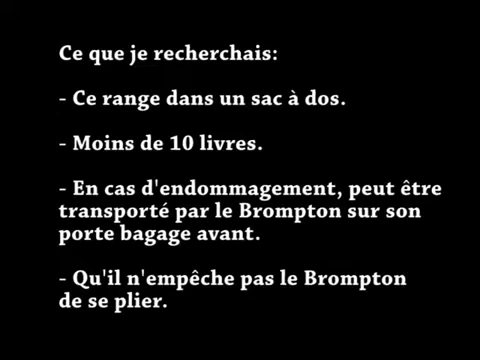 Ce que je recherchais:
- Ce range dans un sac à dos.
- Moins de 10 livres.
- En cas d'endommagement, peut être
transporté par le Brompton sur son
porte bagage avant.
- Qu'il n'empêche pas le Brompton
de se plier.